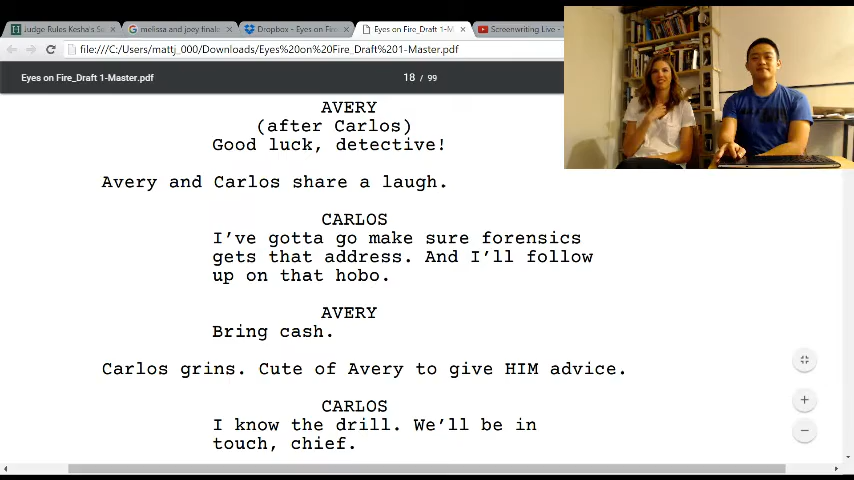 Judge Rules Kesha's Se
melissa and joey finale
Dropbox - Eyes on Fire
Eyes on Fire_Draft 1-M
Screenwriting Live -
file:///C:/Users/mattj_000/Downloads/Eyes%20on%20Fire_Draft%201-Master.pdf
Eyes on Fire_Draft 1-Master.pdf
18 / 99
AVERY
(after Carlos)
Good luck, detective!
Avery and Carlos share a laugh.
CARLOS
I've gotta go make sure forensics
gets that address. And I'll follow
up on that hobo.
AVERY
Bring cash.
Carlos grins. Cute of Avery to give HIM advice.
CARLOS
I know the drill. We'll be in
touch, chief.